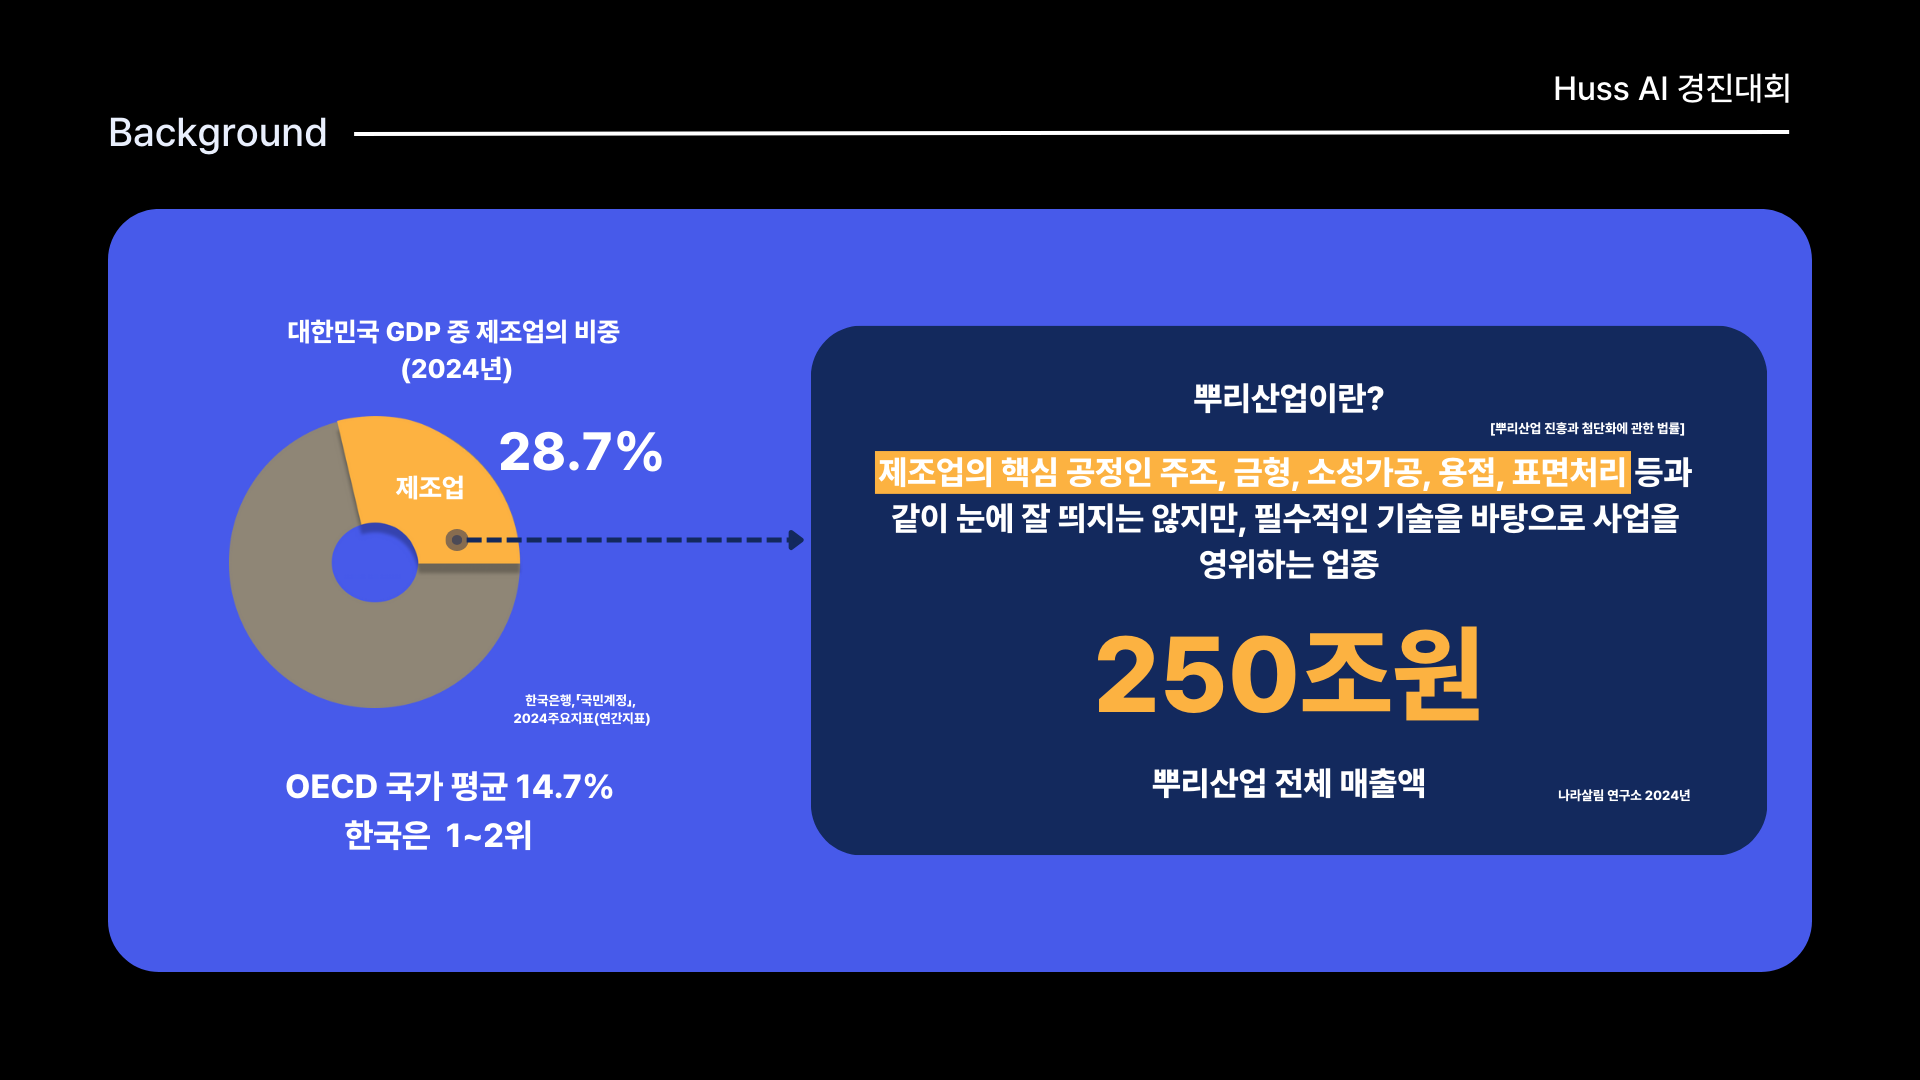 Huss AI 경진대회
Background
대한민국 GDP 중 제조업의 비중
(2024년)
28.7%
제조업
한국은행,「국민계정」,
2024주요지표(연간지표)
OECD 국가 평균 14.7%
한국은 1~2위
뿌리산업이란?
[뿌리산업 진흥과 첨단화에 관한 법률]
제조업의 핵심 공정인 주조, 금형, 소성가공, 용접, 표면처리 등과
같이 눈에 잘 띄지는 않지만, 필수적인 기술을 바탕으로 사업을
영위하는 업종
250조원
뿌리산업 전체 매출액
나라살림 연구소 2024년